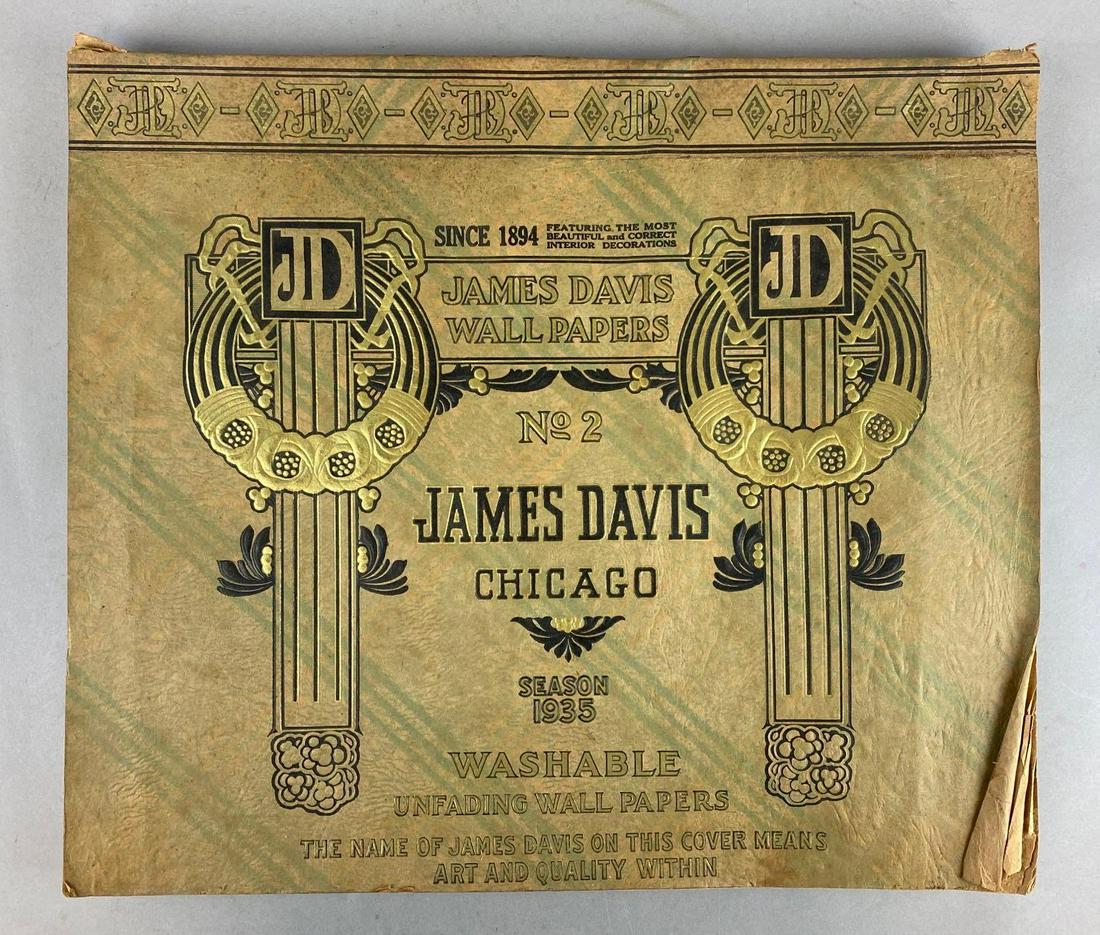 JD
JD
SINCE 1894 FEATURING THE MOST
BEAUTIFUL and CORRECT
INTERIOR DECORATIONS
JAMES DAVIS
WALL PAPERS
No 2
JAMES DAVIS
CHICAGO
SEASON
1935
WASHABLE
UNFADING WALL PAPERS
THE NAME OF JAMES DAVIS ON THIS COVER MEANS
ART AND QUALITY WITHIN